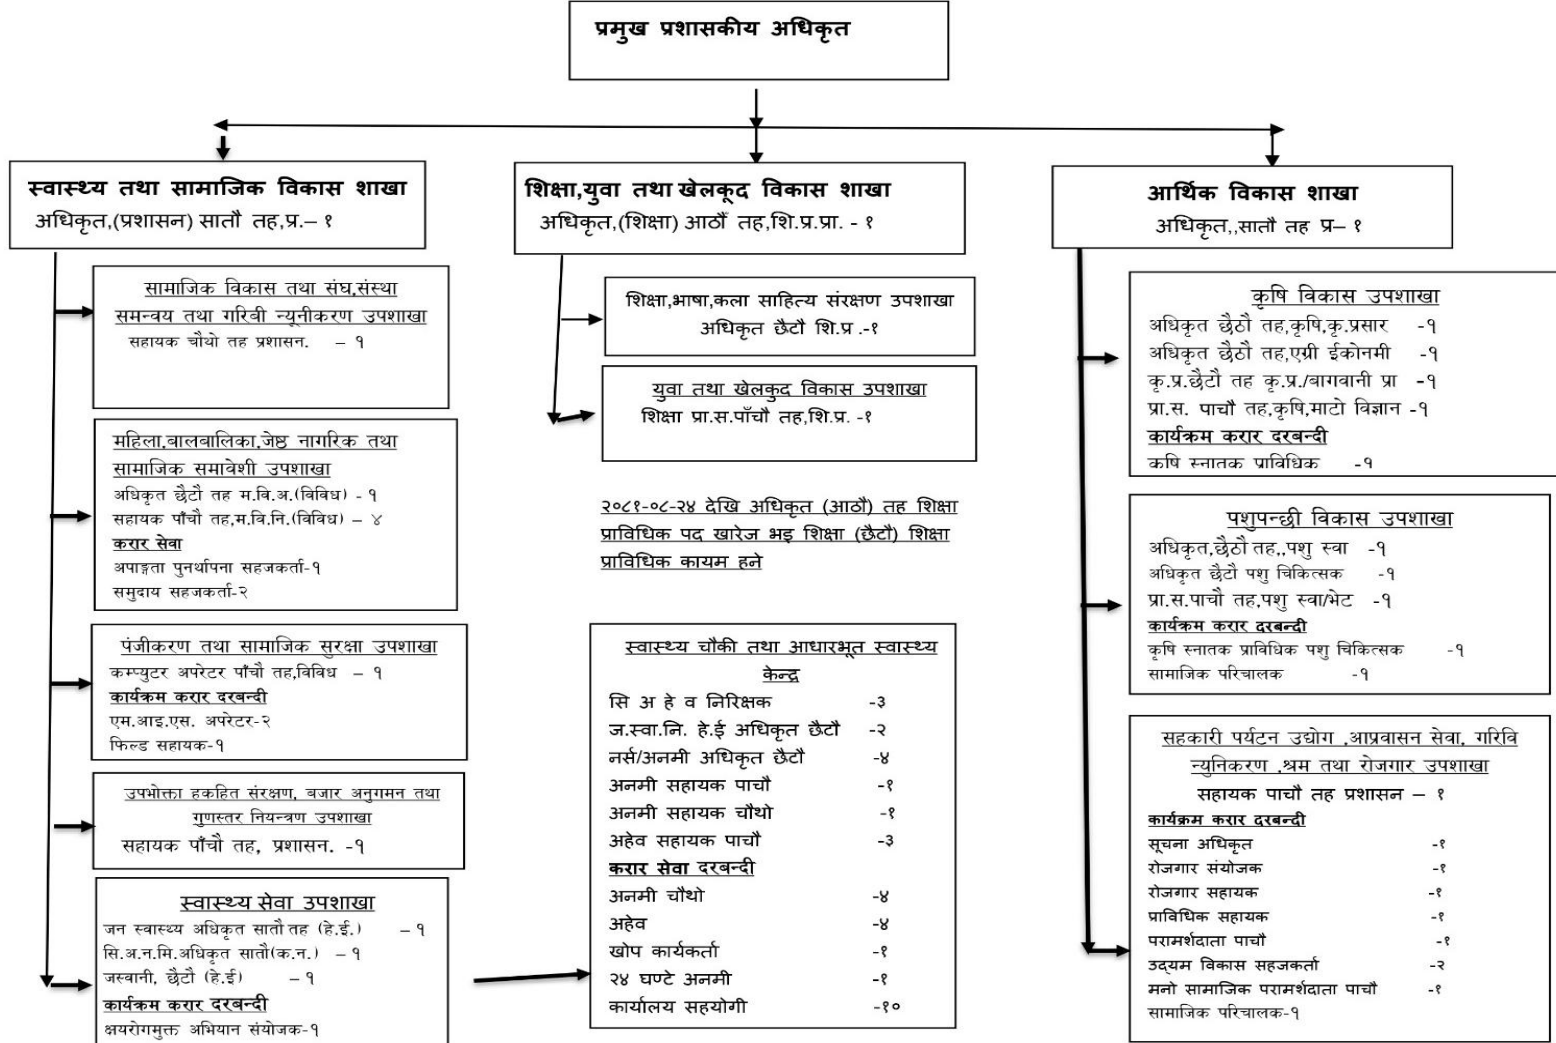 प्रमुख प्रशासकीय अधिकृत
स्वास्थ्य तथा सामाजिक विकास शाखा
अधिकृत,(प्रशासन) सातौ तह,प्र.– १
सामाजिक विकास तथा संघ,संस्था
समन्वय तथा गरिबी न्यूनीकरण उपशाखा
सहायक चौथो तह प्रशासन. – १
महिला,बालबालिका,जेष्ठ नागरिक तथा
सामाजिक समावेशी उपशाखा
अधिकृत छैटौ तह म.वि.अ.(विविध) - १
सहायक पाँचौ तह,म.वि.नि.(विविध) – ४
करार सेवा
अपाङ्गता पुनर्थापना सहजकर्ता-१
समुदाय सहजकर्ता-२
पंजीकरण तथा सामाजिक सुरक्षा उपशाखा
कम्प्युटर अपरेटर पाँचौ तह,विविध – १
कार्यक्रम करार दरबन्दी
एम.आइ.एस. अपरेटर-२
फिल्ड सहायक-१
उपभोक्ता हकहित संरक्षण, बजार अनुगमन तथा
गुणस्तर नियन्त्रण उपशाखा
सहायक पाँचौ तह, प्रशासन. -१
स्वास्थ्य सेवा उपशाखा
जन स्वास्थ्य अधिकृत सातौ तह (हे.ई.) – १
सि.अ.न.मि.अधिकृत सातौ(क.न.) – १
जस्वानी, छैटौ (हे.ई) – १
कार्यक्रम करार दरबन्दी
क्षयरोगमुक्त अभियान संयोजक-१
शिक्षा,युवा तथा खेलकूद विकास शाखा
अधिकृत,(शिक्षा) आठौँ तह,शि.प्र.प्रा. - १
शिक्षा,भाषा,कला साहित्य संरक्षण उपशाखा
अधिकृत छैटौ शि.प्र .-१
युवा तथा खेलकुद विकास उपशाखा
शिक्षा प्रा.स.पाँचौ तह,शि.प्र. -१
२०८१-०८-२४ देखि अधिकृत (आठौ) तह शिक्षा
प्राविधिक पद खारेज भइ शिक्षा (छैटौ) शिक्षा
प्राविधिक कायम हने
स्वास्थ्य चौकी तथा आधारभूत स्वास्थ्य
केन्द्र
सि अ हे व निरिक्षक -३
ज.स्वा.नि. हे.ई अधिकृत छैटौ -२
नर्स/अनमी अधिकृत छैटौ -४
अनमी सहायक पाचौ -१
अनमी सहायक चौथो -१
अहेव सहायक पाचौ -३
करार सेवा दरबन्दी
अनमी चौथो -४
अहेव -४
खोप कार्यकर्ता -१
२४ घण्टे अनमी -१
कार्यालय सहयोगी -१०
आर्थिक विकास शाखा
अधिकृत,,सातौ तह प्र– १
कृषि विकास उपशाखा
अधिकृत छैठौ तह,कृषि,कृ.प्रसार -१
अधिकृत छैठौ तह,एग्री ईकोनमी -१
कृ.प्र.छैटौ तह कृ.प्र./बागवानी प्रा -१
प्रा.स. पाचौ तह,कृषि,माटो विज्ञान -१
कार्यक्रम करार दरबन्दी
कृषि स्नातक प्राविधिक -१
पशुपन्छी विकास उपशाखा
अधिकृत,छैठौ तह,,पशु स्वा -१
अधिकृत छैटौ पशु चिकित्सक -१
प्रा.स.पाचौ तह,पशु स्वा/भेट -१
कार्यक्रम करार दरबन्दी
कृषि स्नातक प्राविधिक पशु चिकित्सक -१
सामाजिक परिचालक -१
सहकारी पर्यटन उद्योग ,आप्रवासन सेवा, गरिवि
न्युनिकरण ,श्रम तथा रोजगार उपशाखा
सहायक पाचौ तह प्रशासन – १
कार्यक्रम करार दरबन्दी
सूचना अधिकृत -१
रोजगार संयोजक -१
रोजगार सहायक -१
प्राविधिक सहायक -१
परामर्शदाता पाचौ -१
उद्यम विकास सहजकर्ता -२
मनो सामाजिक परामर्शदाता पाचौ -१
सामाजिक परिचालक-१